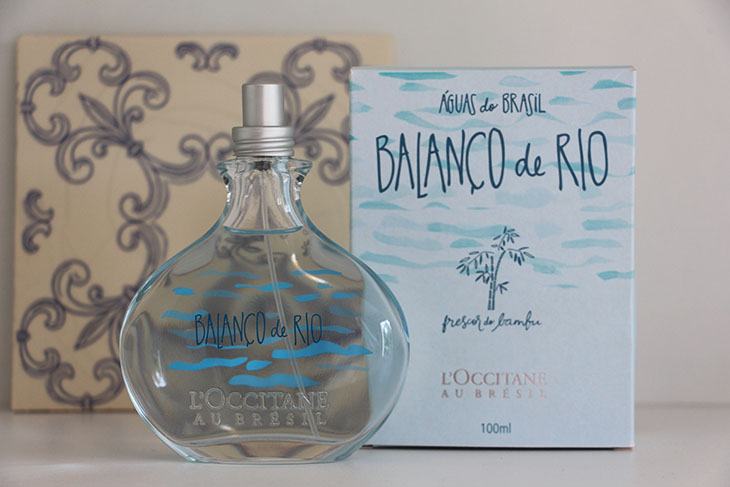 BALANÇO de RIO
L'OCCITANE
AU BRÉSIL
ÁGUAS do BRASIL
BALANÇO de RIO
frescor do bambu
L'OCCITANE
AU BRÉSIL
100ml